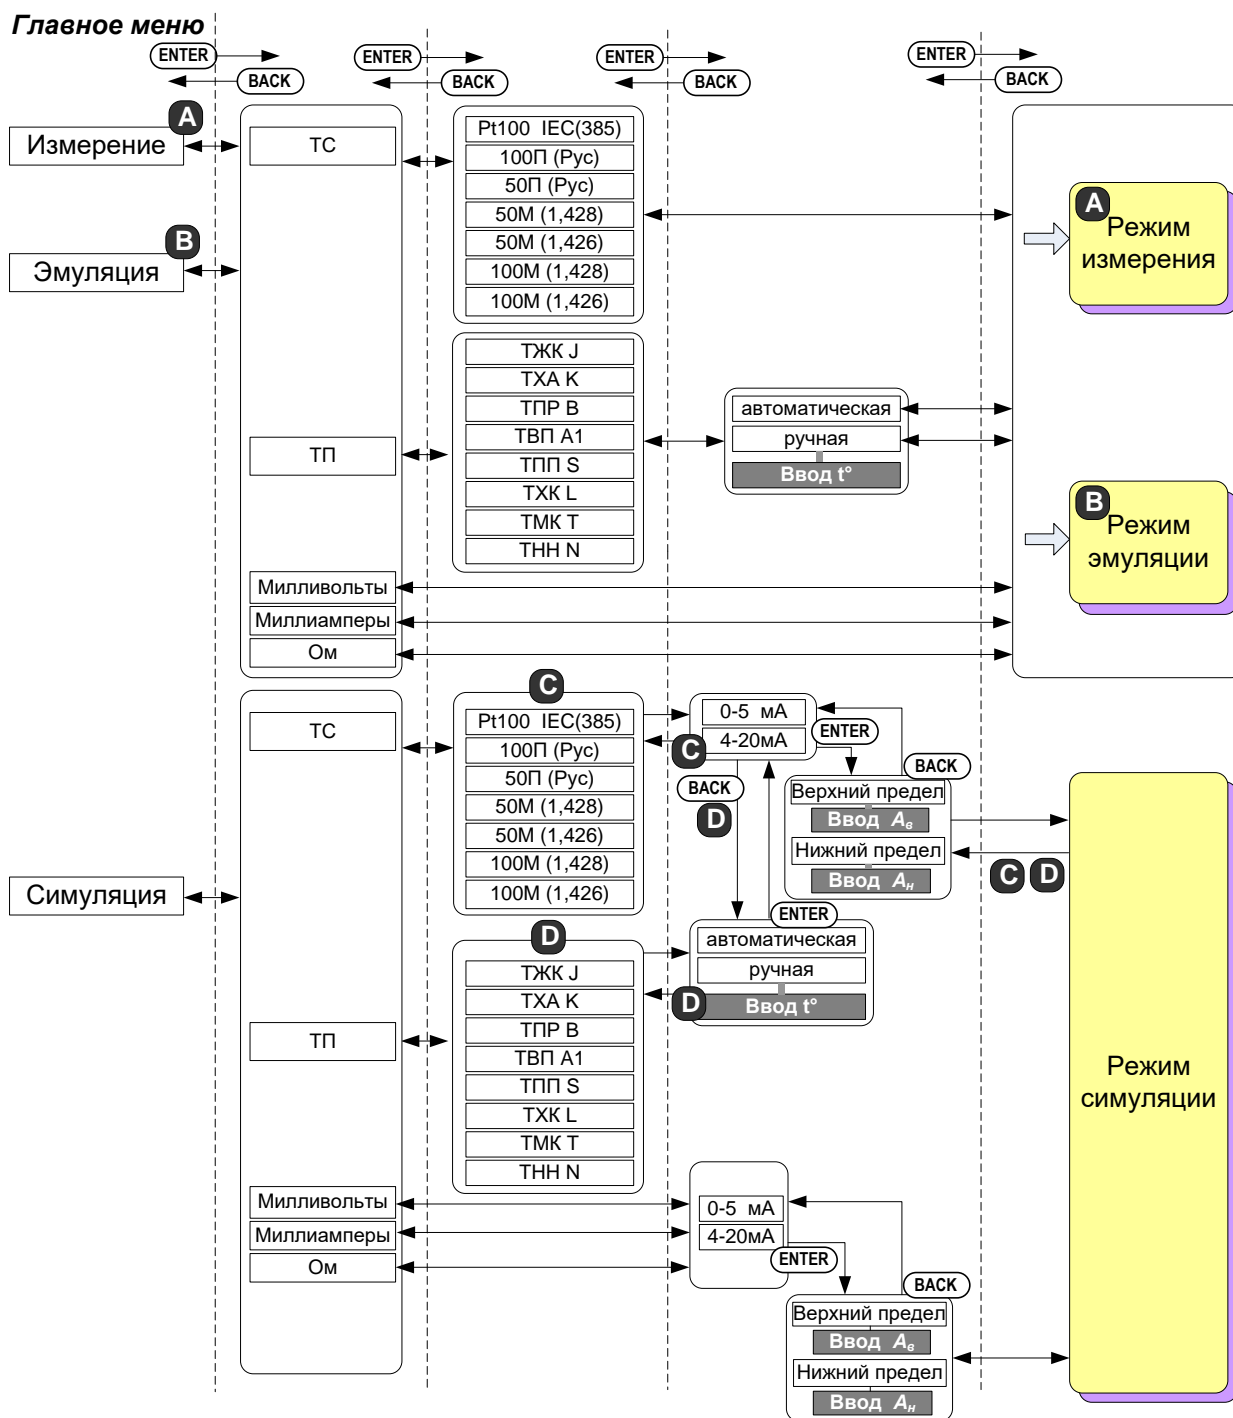 Главное меню
ENTER
ENTER
ENTER
ENTER
BACK
BACK
BACK
BACK
A
Измерение
B
Эмуляция
ТС
ТП
Милливольты
Миллиамперы
Ом
Pt100 IEC(385)
100П (Рус)
50П (Рус)
50М (1,428)
50М (1,426)
100М (1,428)
100М (1,426)
ТЖК J
ТХА K
ТПР B
ТВП A1
ТПП S
ТХК L
ТМК T
ТНН N
автоматическая
ручная
Ввод t°
A
Режим
измерения
B
Режим
эмуляции
Симуляция
ТС
ТП
Милливольты
Миллиамперы
Ом
C
Pt100 IEC(385)
100П (Рус)
50П (Рус)
50М (1,428)
50М (1,426)
100М (1,428)
100М (1,426)
D
ТЖК J
ТХА K
ТПР B
ТВП A1
ТПП S
ТХК L
ТМК T
ТНН N
0-5 мА
4-20мА
C
ENTER
BACK
D
BACK
Верхний предел
Ввод Aв
Нижний предел
Ввод Aн
C D
ENTER
автоматическая
ручная
D
Ввод t°
0-5 мА
4-20мА
ENTER
BACK
Верхний предел
Ввод Aв
Нижний предел
Ввод Aн
Режим
симуляции